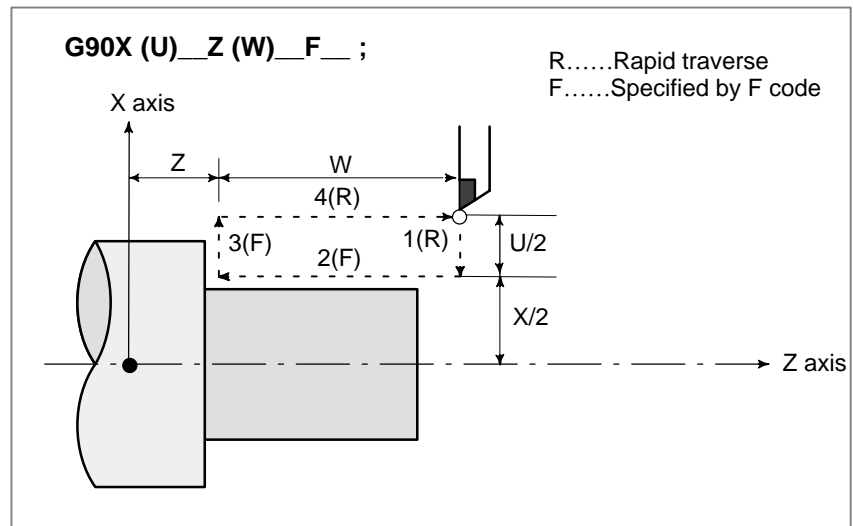 G90X (U)__Z (W)__F__ ;
R......Rapid traverse
F......Specified by F code
X axis
Z
W
4(R)
3(F)
2(F)
1(R)
U/2
X/2
Z axis